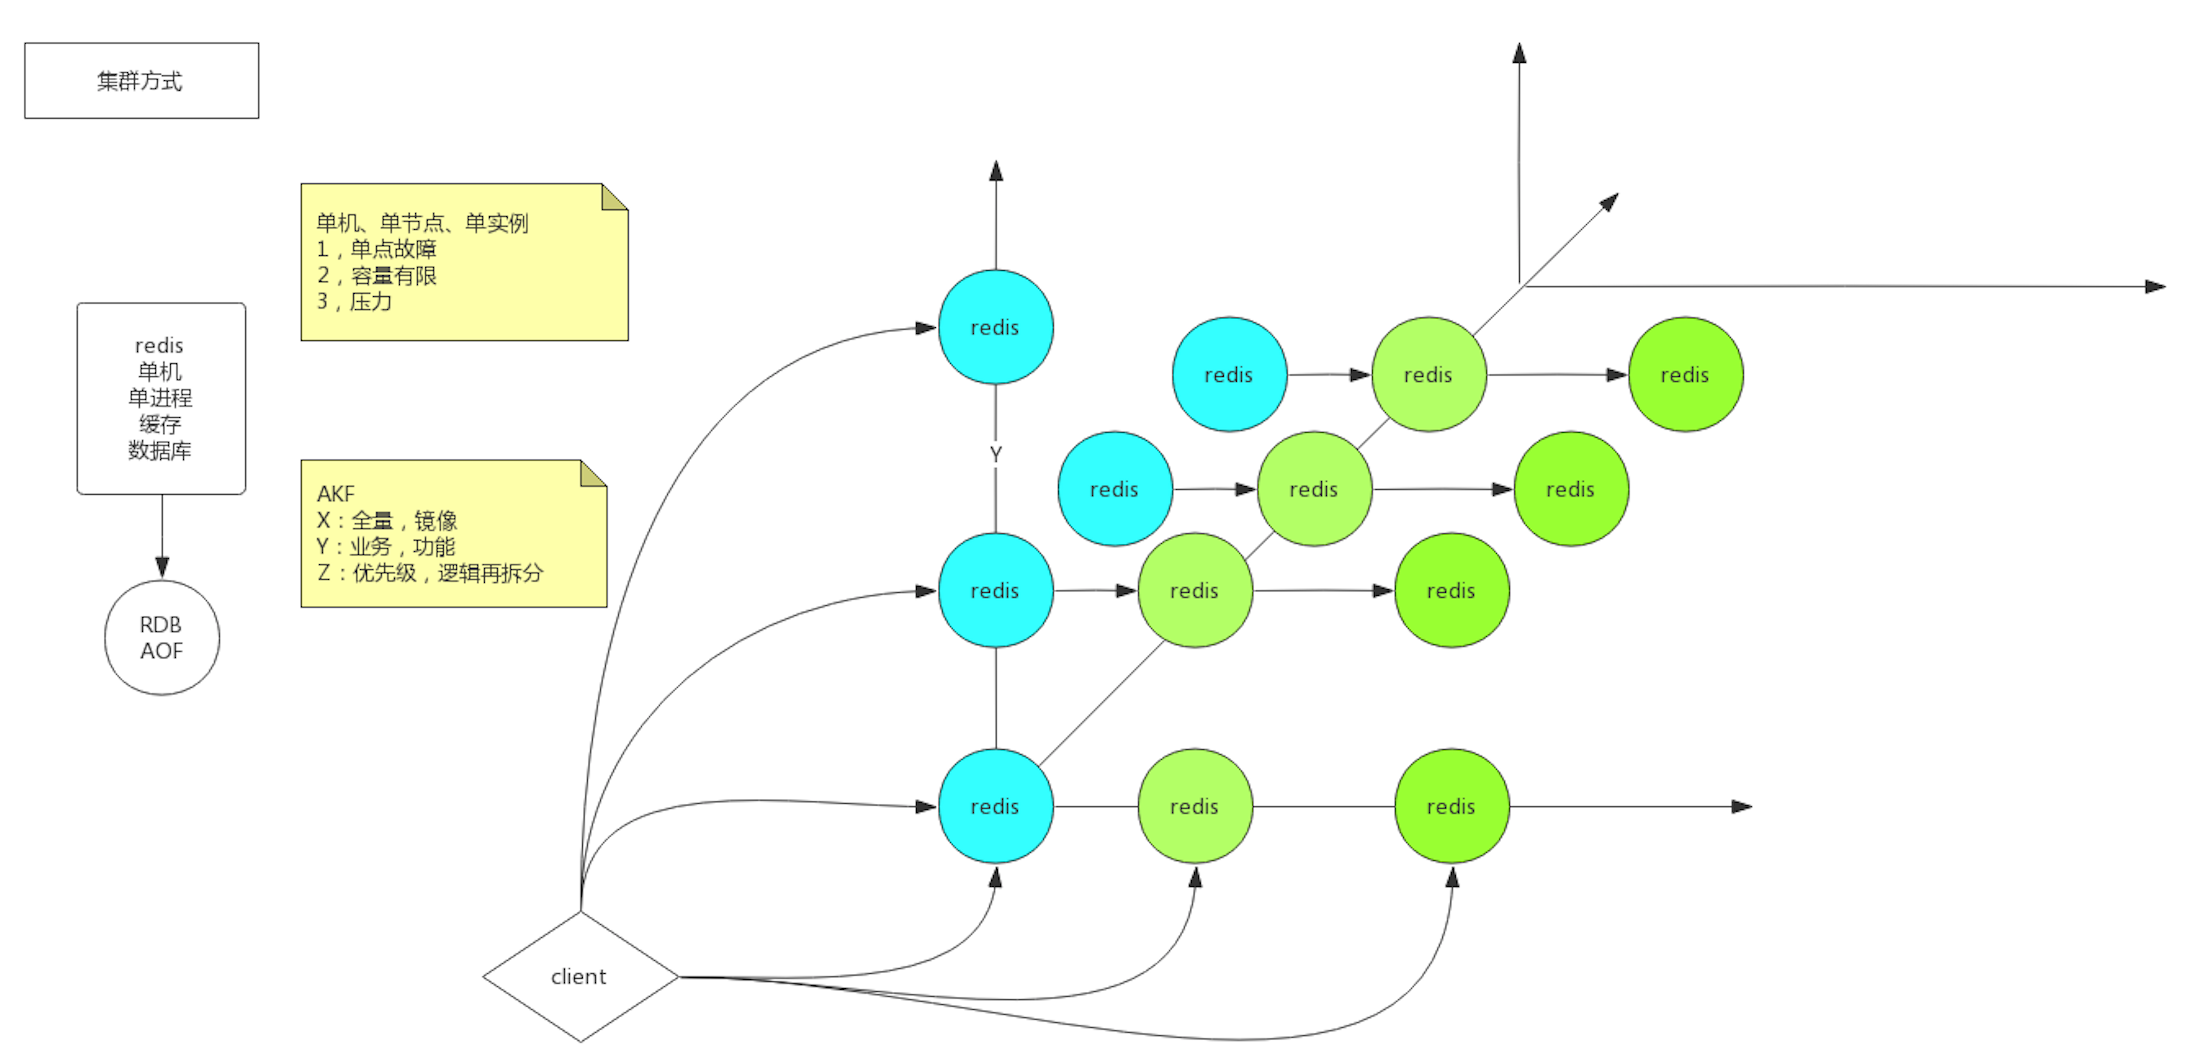 集群方式
单机、单节点、单实例
1，单点故障
2，容量有限
3，压力
redis
单机
单进程
缓存
数据库
AKF
X：全量，镜像
Y：业务，功能
Z：优先级，逻辑再拆分
RDB
AOF
redis
redis
redis
redis
Y
redis
redis
redis
redis
redis
redis
redis
redis
redis
client